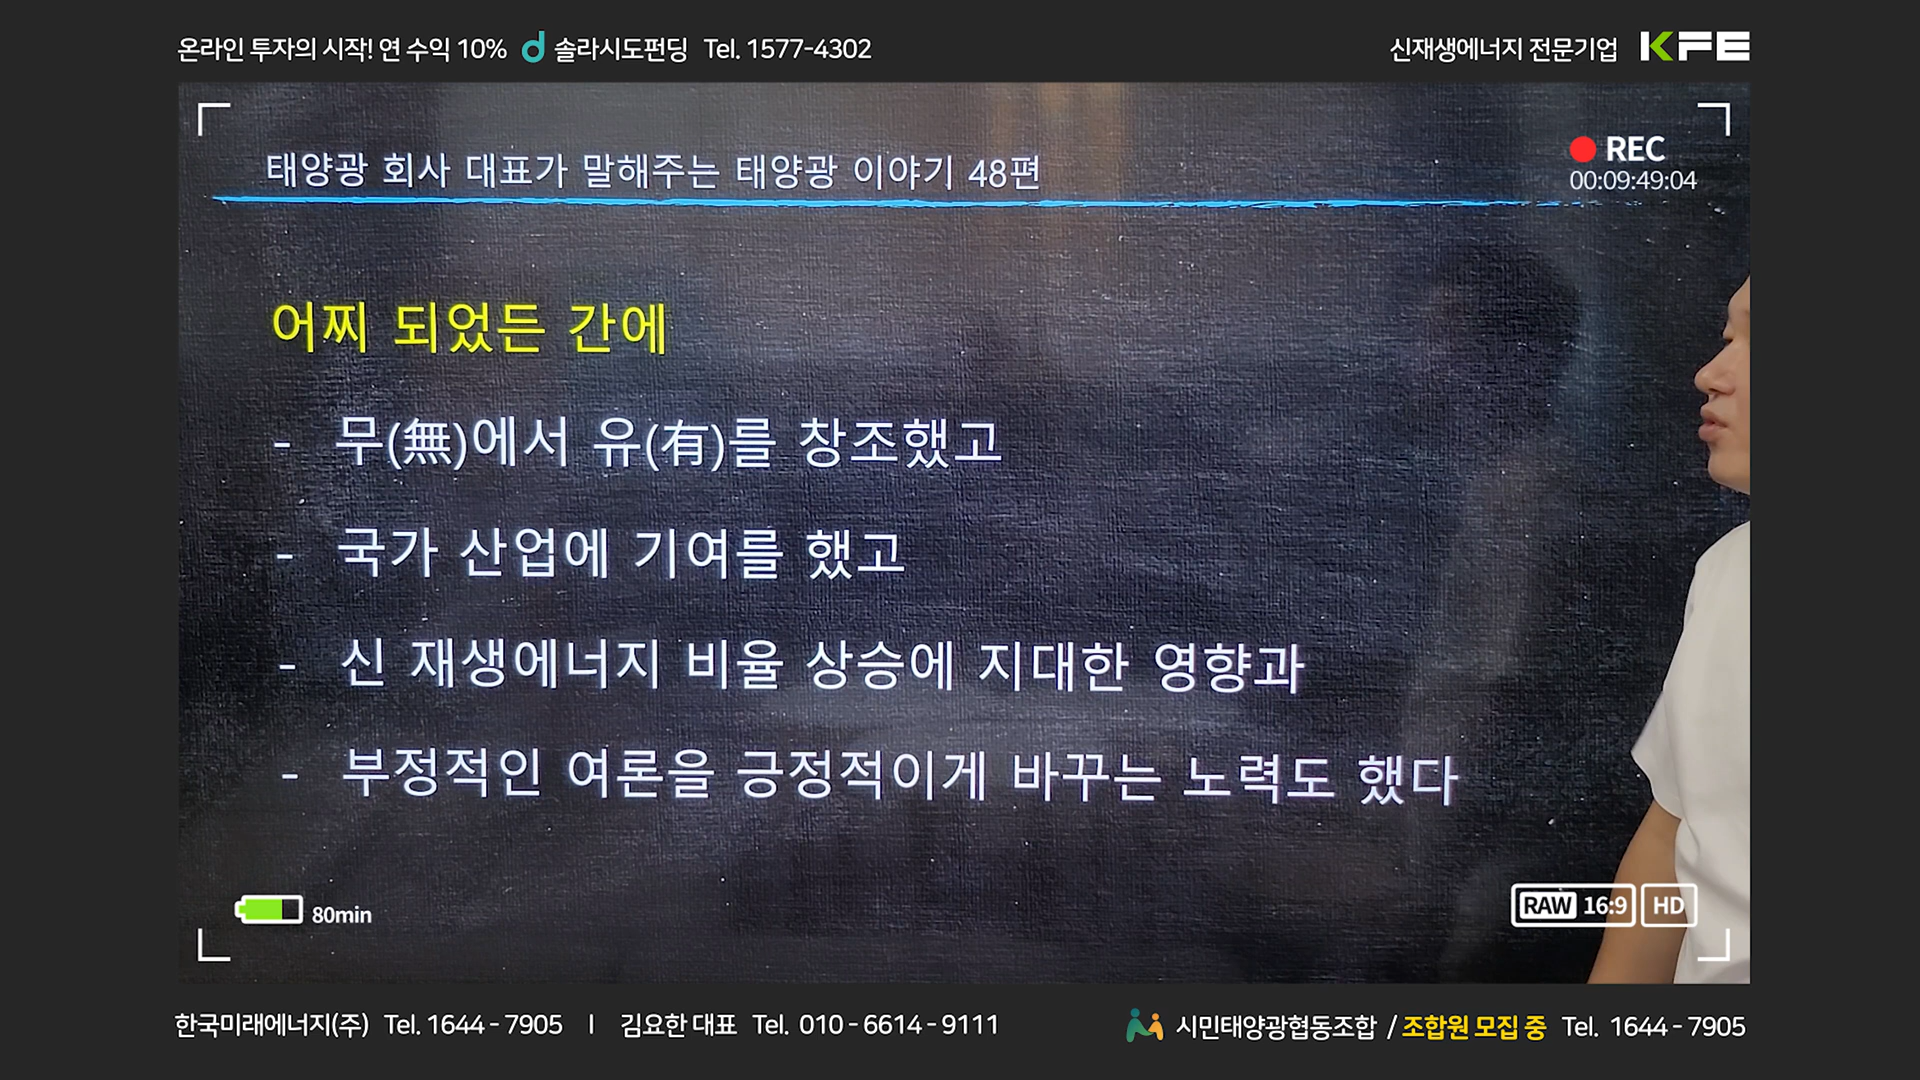 온라인 투자의 시작! 연 수익 10% 솔라시도펀딩 Tel. 1577-4302
신재생에너지 전문기업 KFE
태양광 회사 대표가 말해주는 태양광 이야기 48편
REC
00:09:49:04
어찌 되었든 간에
- 무(無)에서 유(有)를 창조했고
- 국가 산업에 기여를 했고
- 신 재생에너지 비율 상승에 지대한 영향과
- 부정적인 여론을 긍정적이게 바꾸는 노력도 했다
80min
RAW 16:9 HD
한국미래에너지(주) Tel. 1644 - 7905 I 김요한 대표 Tel. 010 - 6614 - 9111
시민태양광협동조합 / 조합원 모집 중 Tel. 1644 - 7905